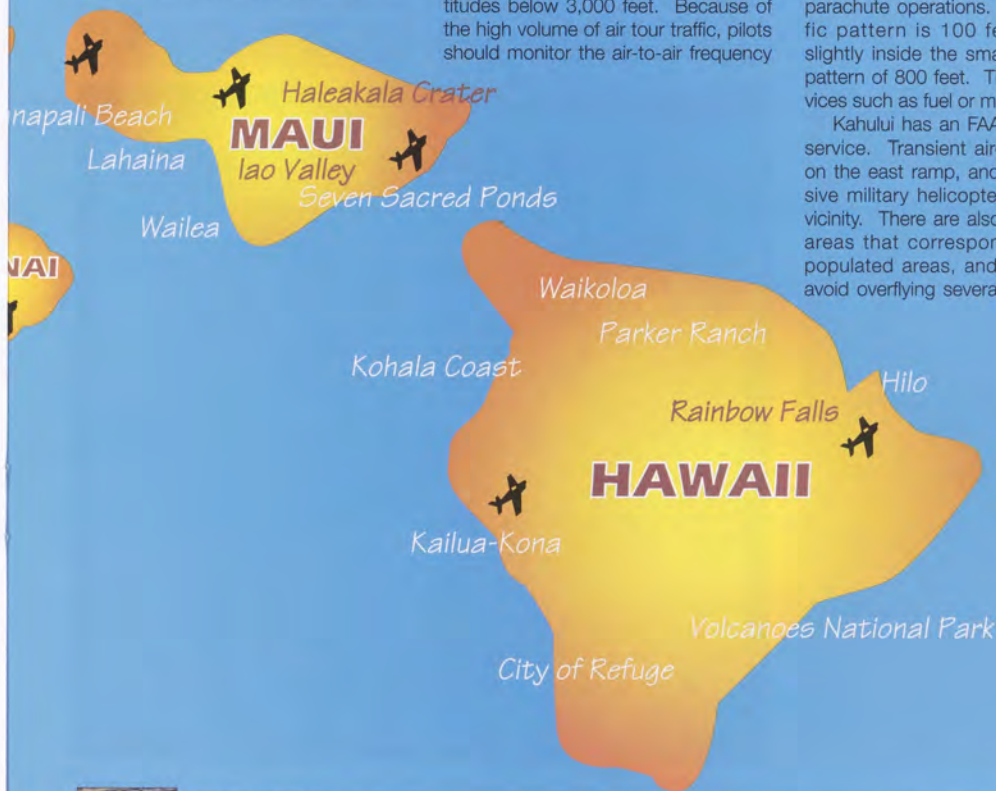 titudes below 3,000 feet. Because of
the high volume of air tour traffic, pilots
should monitor the air-to-air frequency
parachute operations.
fic pattern is 100 fe
slightly inside the sma
pattern of 800 feet. T
vices such as fuel or m
Kahului has an FAA
service. Transient air
on the east ramp, and
sive military helicopte
vicinity. There are also
areas that correspon
populated areas, and
avoid overflying severa
napali Beach
Haleakala Crater
MAUI
Lahaina
Iao Valley
Seven Sacred Ponds
Wailea
NAI
Waikoloa
Parker Ranch
Kohala Coast
Hilo
Rainbow Falls
HAWAII
Kailua-Kona
Volcanoes National Park
City of Refuge